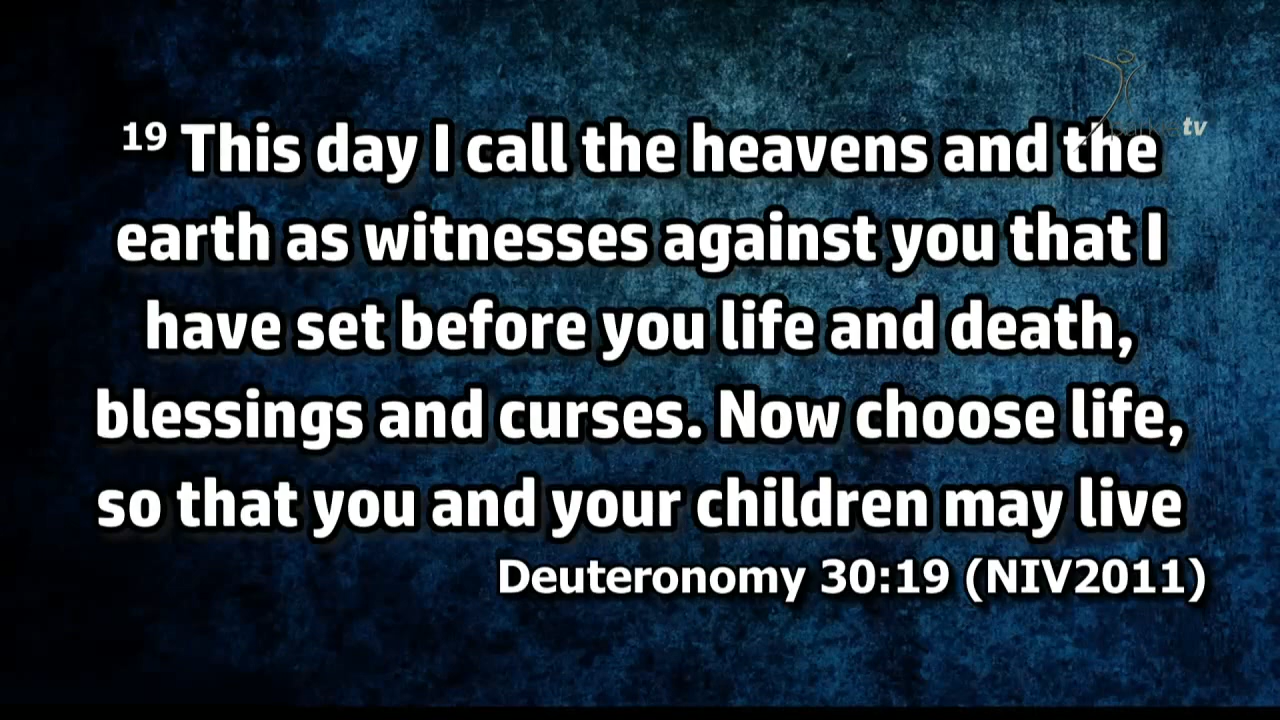 tv
19 This day I call the heavens and the
earth as witnesses against you that I
have set before you life and death,
blessings and curses. Now choose life,
so that you and your children may live
Deuteronomy 30:19 (NIV2011)